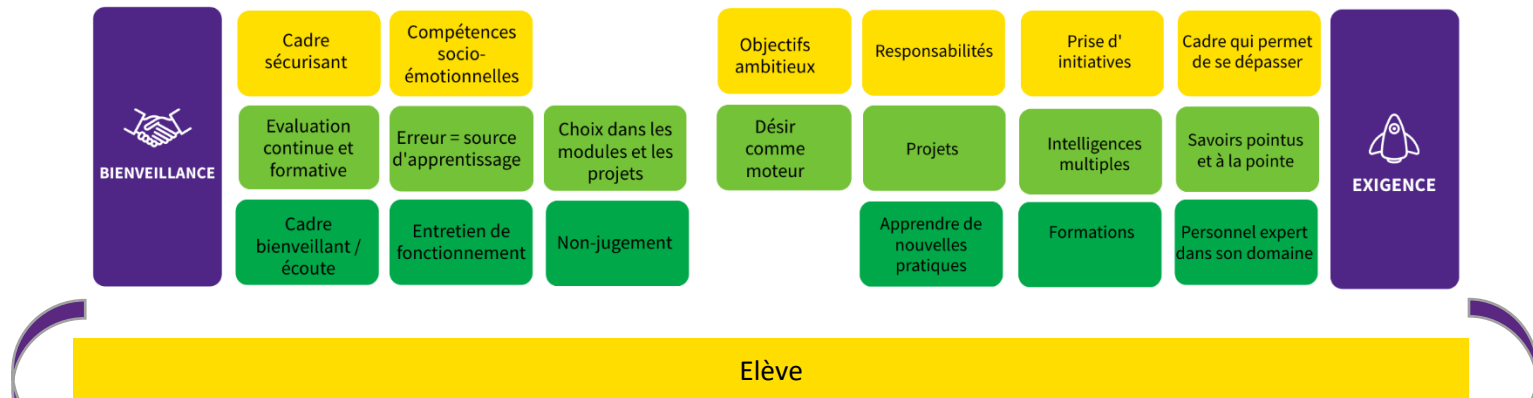 Cadre
sécurisant
Compétences
socio-
émotionnelles
Objectifs
ambitieux
Responsabilités
Prise d'
initiatives
Cadre qui permet
de se dépasser
BIENVEILLANCE
Evaluation
continue et
formative
Erreur = source
d'apprentissage
Choix dans les
modules et les
projets
Désir
comme
moteur
Projets
Intelligences
multiples
Savoirs pointus
et à la pointe
EXIGENCE
Cadre
bienveillant /
écoute
Entretien de
fonctionnement
Non-jugement
Apprendre de
nouvelles
pratiques
Formations
Personnel expert
dans son domaine
Elève